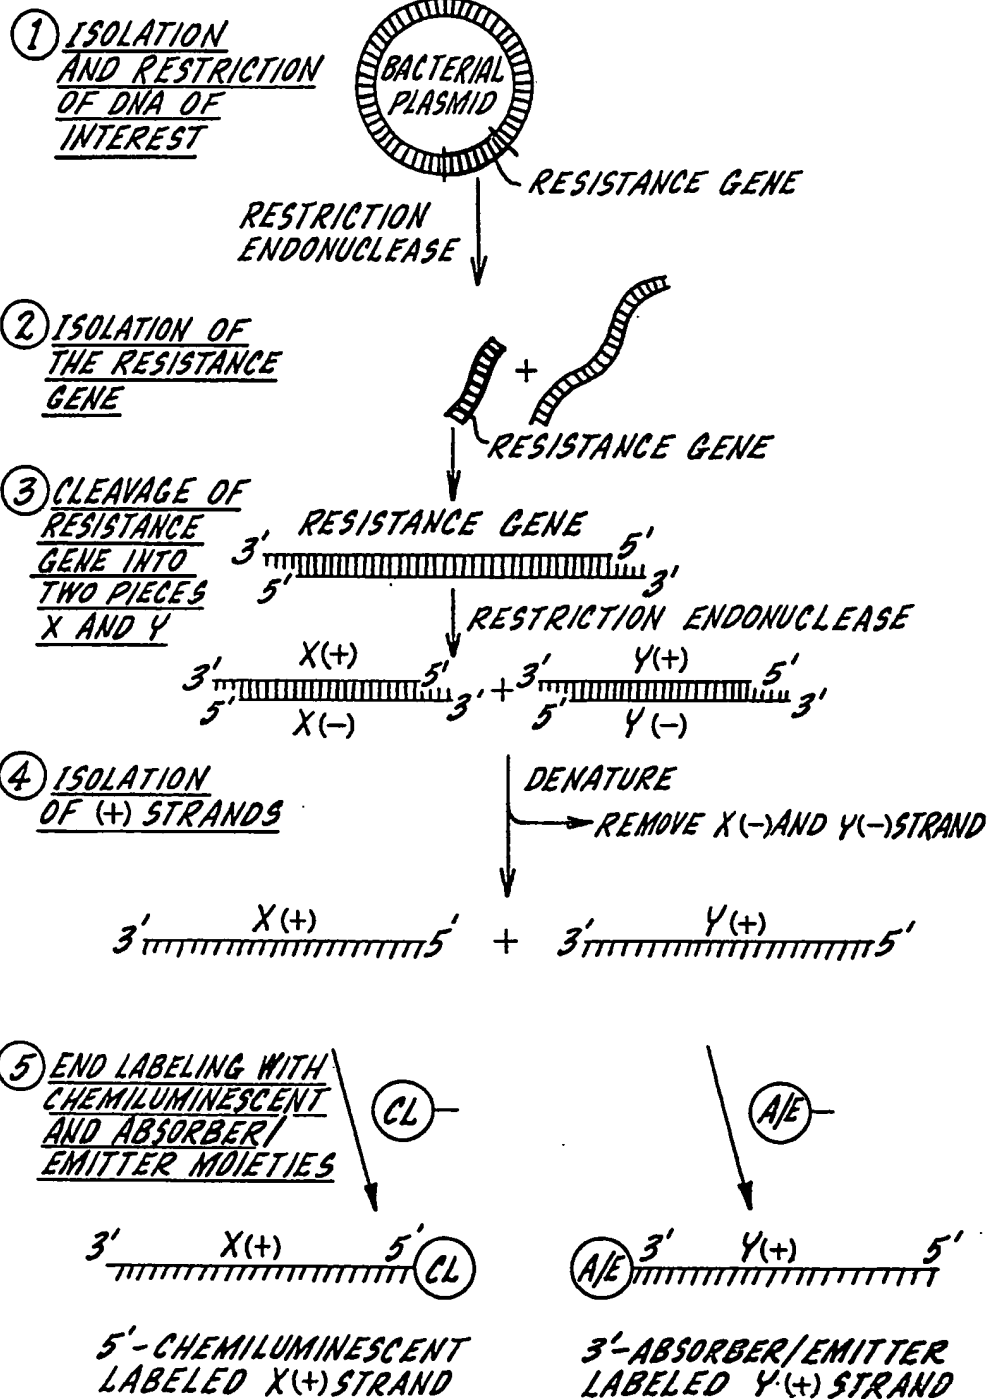 1 ISOLATION
AND RESTRICTION
OF DNA OF
INTEREST
BACTERIAL
PLASMID
RESISTANCE GENE
RESTRICTION
ENDONUCLEASE
2 ISOLATION OF
THE RESISTANCE
GENE
+
RESISTANCE GENE
3 CLEAVAGE OF
RESISTANCE
GENE INTO
TWO PIECES
X AND Y
RESISTANCE GENE
3' 5'
5' 3'
RESTRICTION ENDONUCLEASE
X(+) Y(+)
3' 5' + 3' 5'
5' 3' 5' 3'
X(-) Y(-)
4 ISOLATION
OF (+) STRANDS
DENATURE
REMOVE X(-)AND Y(-)STRAND
X(+) Y(+)
3' 5' + 3' 5'
5 END LABELING WITH
CHEMILUMINESCENT
AND ABSORBER/
EMITTER MOIETIES
CL A/E
3' X(+) 5' CL
A/E 3' Y(+) 5'
5'-CHEMILUMINESCENT
LABELED X(+) STRAND
3'-ABSORBER/EMITTER
LABELED Y(+) STRAND